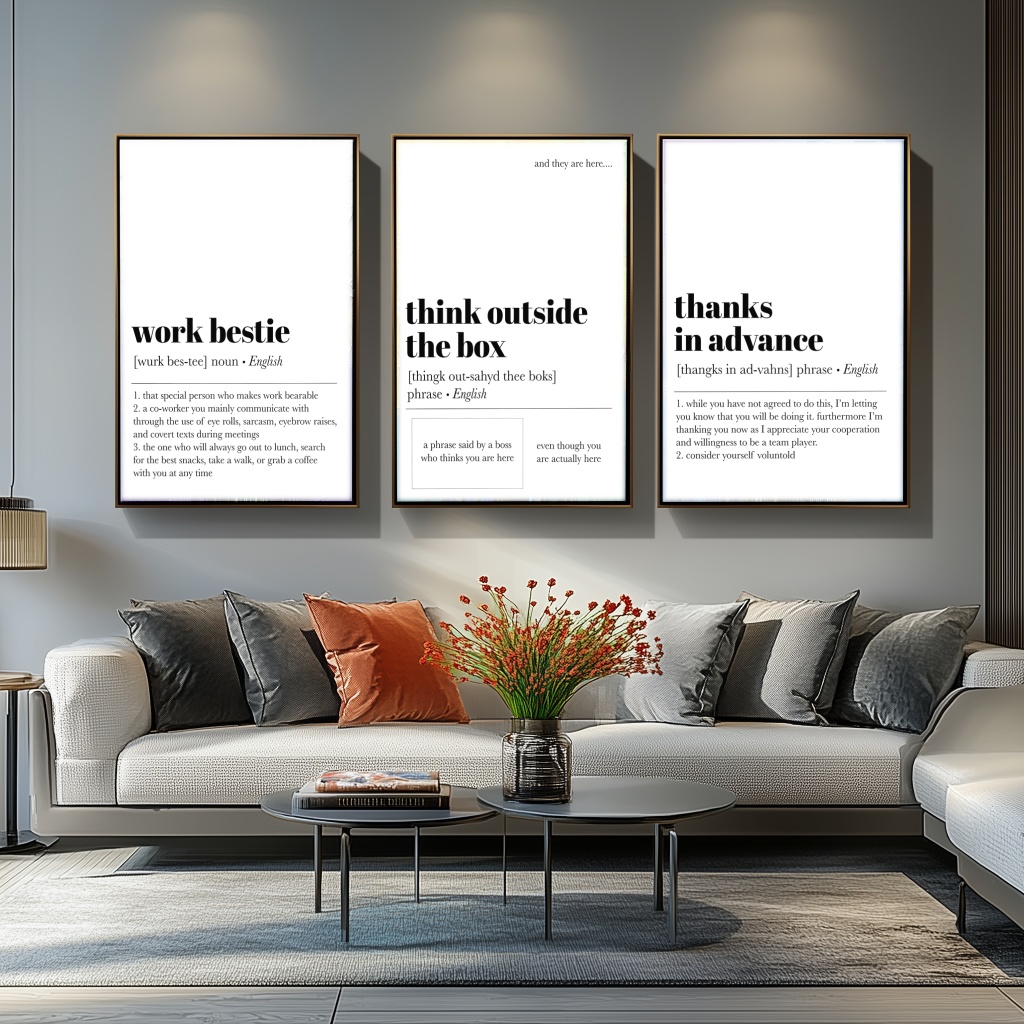 work bestie
[wurk bes-tee] noun • English
1. that special person who makes work bearable
2. a co-worker you mainly communicate with
through the use of eye rolls, sarcasm, eyebrow raises,
and covert texts during meetings
3. the one who will always go out to lunch, search
for the best snacks, take a walk, or grab a coffee
with you at any time
and they are here....
think outside
the box
[thingk out-sahyd thee boks]
phrase • English
a phrase said by a boss
who thinks you are here
even though you
are actually here
thanks
in advance
[thangks in ad-vahns] phrase • English
1. while you have not agreed to do this, I'm letting
you know that you will be doing it. furthermore I'm
thanking you now as I appreciate your cooperation
and willingness to be a team player.
2. consider yourself voluntold